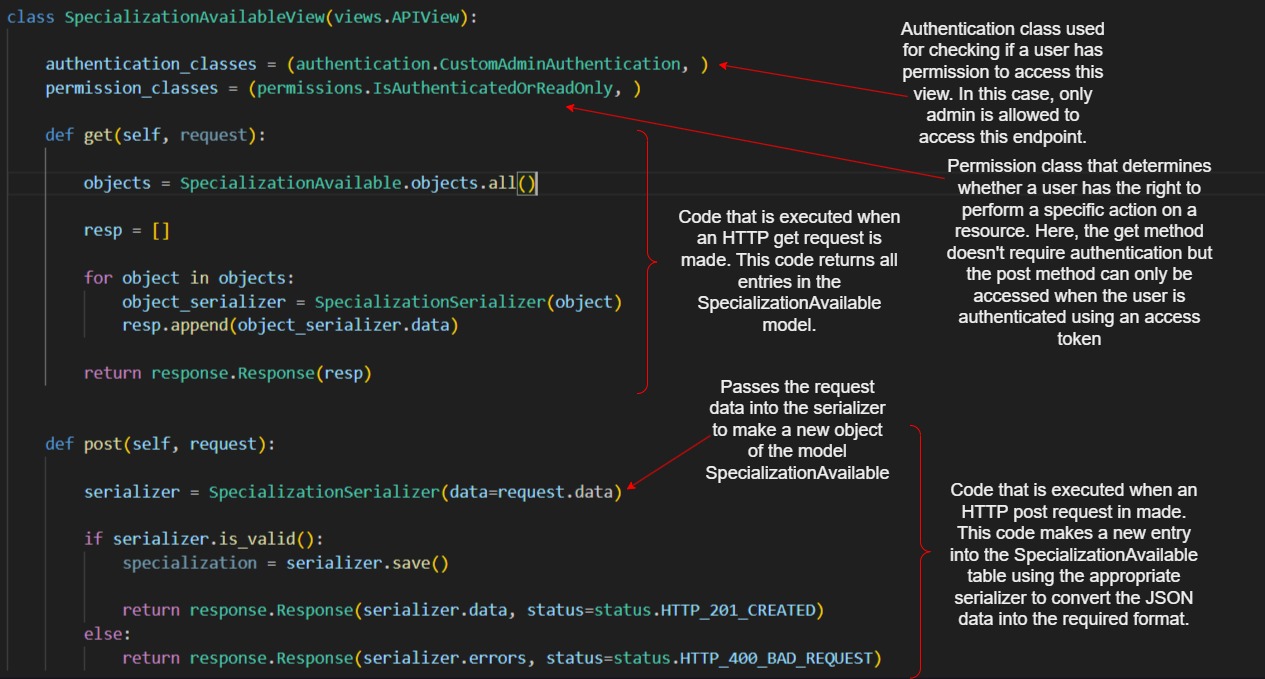 class SpecializationAvailableView(views.APIView):
authentication_classes = (authentication.CustomAdminAuthentication, )
permission_classes = (permissions.IsAuthenticatedOrReadOnly, )
def get(self, request):
objects = SpecializationAvailable.objects.all()
resp = []
for object in objects:
object_serializer = SpecializationSerializer(object)
resp.append(object_serializer.data)
return response.Response(resp)
def post(self, request):
serializer = SpecializationSerializer(data=request.data)
if serializer.is_valid():
specialization = serializer.save()
return response.Response(serializer.data, status=status.HTTP_201_CREATED)
else:
return response.Response(serializer.errors, status=status.HTTP_400_BAD_REQUEST)
Authentication class used
for checking if a user has
permission to access this
view. In this case, only
admin is allowed to
access this endpoint.
Permission class that determines
whether a user has the right to
perform a specific action on a
resource. Here, the get method
doesn't require authentication but
the post method can only be
accessed when the user is
authenticated using an access
token
Code that is executed when
an HTTP get request is
made. This code returns all
entries in the
SpecializationAvailable
model.
Passes the request
data into the serializer
to make a new object
of the model
SpecializationAvailable
Code that is executed when an
HTTP post request in made.
This code makes a new entry
into the SpecializationAvailable
table using the appropriate
serializer to convert the JSON
data into the required format.